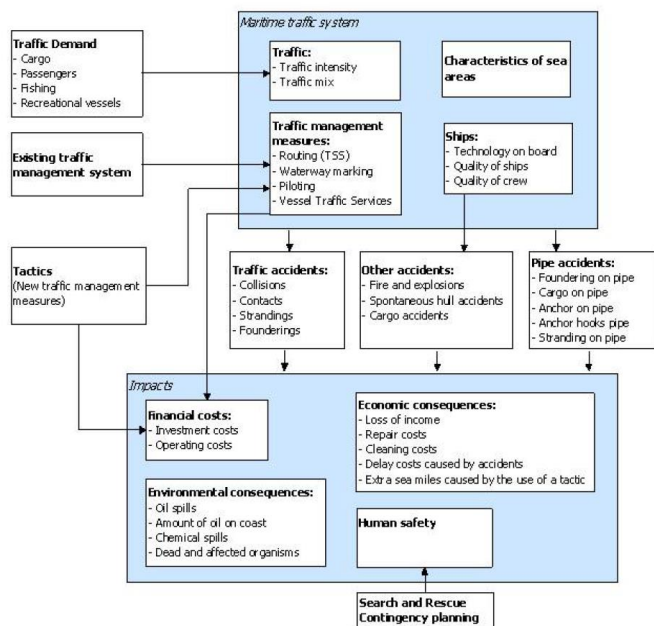 Maritime traffic system
Traffic Demand
- Cargo
- Passengers
- Fishing
- Recreational vessels
Traffic:
- Traffic intensity
- Traffic mix
Characteristics of sea
areas
Existing traffic
management system
Traffic management
measures:
- Routing (TSS)
- Waterway marking
- Piloting
- Vessel Traffic Services
Ships:
- Technology on board
- Quality of ships
- Quality of crew
Tactics
(New traffic management
measures)
Traffic accidents:
- Collisions
- Contacts
- Strandings
- Founderings
Other accidents:
- Fire and explosions
- Spontaneous hull accidents
- Cargo accidents
Pipe accidents:
- Foundering on pipe
- Cargo on pipe
- Anchor on pipe
- Anchor hooks pipe
- Stranding on pipe
Impacts
Financial costs:
- Investment costs
- Operating costs
Economic consequences:
- Loss of income
- Repair costs
- Cleaning costs
- Delay costs caused by accidents
- Extra sea miles caused by the use of a tactic
Environmental consequences:
- Oil spills
- Amount of oil on coast
- Chemical spills
- Dead and affected organisms
Human safety
Search and Rescue
Contingency planning